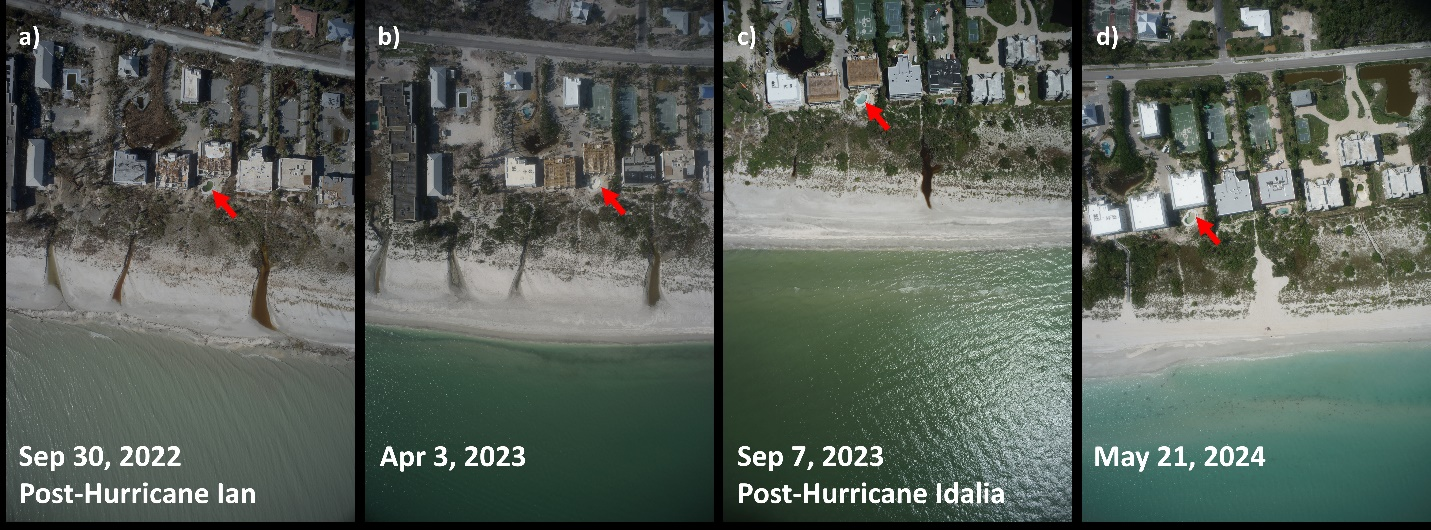 a)
Sep 30, 2022
Post-Hurricane Ian
b)
Apr 3, 2023
c)
Sep 7, 2023
Post-Hurricane Idalia
d)
May 21, 2024